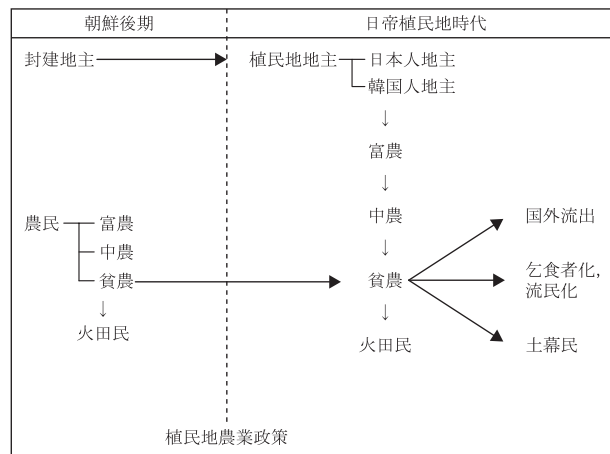 朝鮮後期
日帝植民地時代
封建地主
植民地地主
日本人地主
韓国人地主
↓
富農
↓
中農
↓
貧農
↓
火田民
農民
富農
中農
貧農
↓
火田民
国外流出
乞食者化,
流民化
土幕民
植民地農業政策